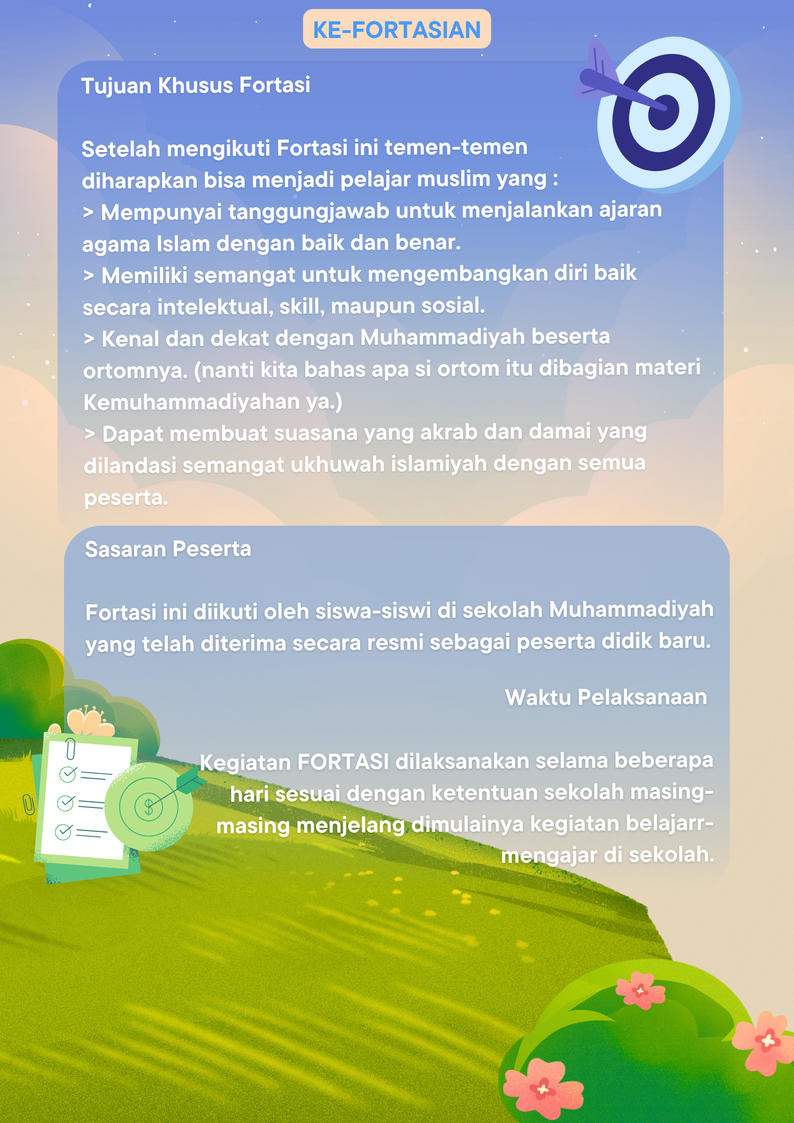 KE-FORTASIAN
Tujuan Khusus Fortasi
Setelah mengikuti Fortasi ini temen-temen
diharapkan bisa menjadi pelajar muslim yang :
> Mempunyai tanggungjawab untuk menjalankan ajaran
agama Islam dengan baik dan benar.
> Memiliki semangat untuk mengembangkan diri baik
secara intelektual, skill, maupun sosial.
> Kenal dan dekat dengan Muhammadiyah beserta
ortomnya. (nanti kita bahas apa si ortom itu dibagian materi
Kemuhammadiyahan ya.)
> Dapat membuat suasana yang akrab dan damai yang
dilandasi semangat ukhuwah islamiyah dengan semua
peserta.
Sasaran Peserta
Fortasi ini diikuti oleh siswa-siswi di sekolah Muhammadiyah
yang telah diterima secara resmi sebagai peserta didik baru.
Waktu Pelaksanaan
Kegiatan FORTASI dilaksanakan selama beberapa
hari sesuai dengan ketentuan sekolah masing-
masing menjelang dimulainya kegiatan belajarr-
mengajar di sekolah.
$